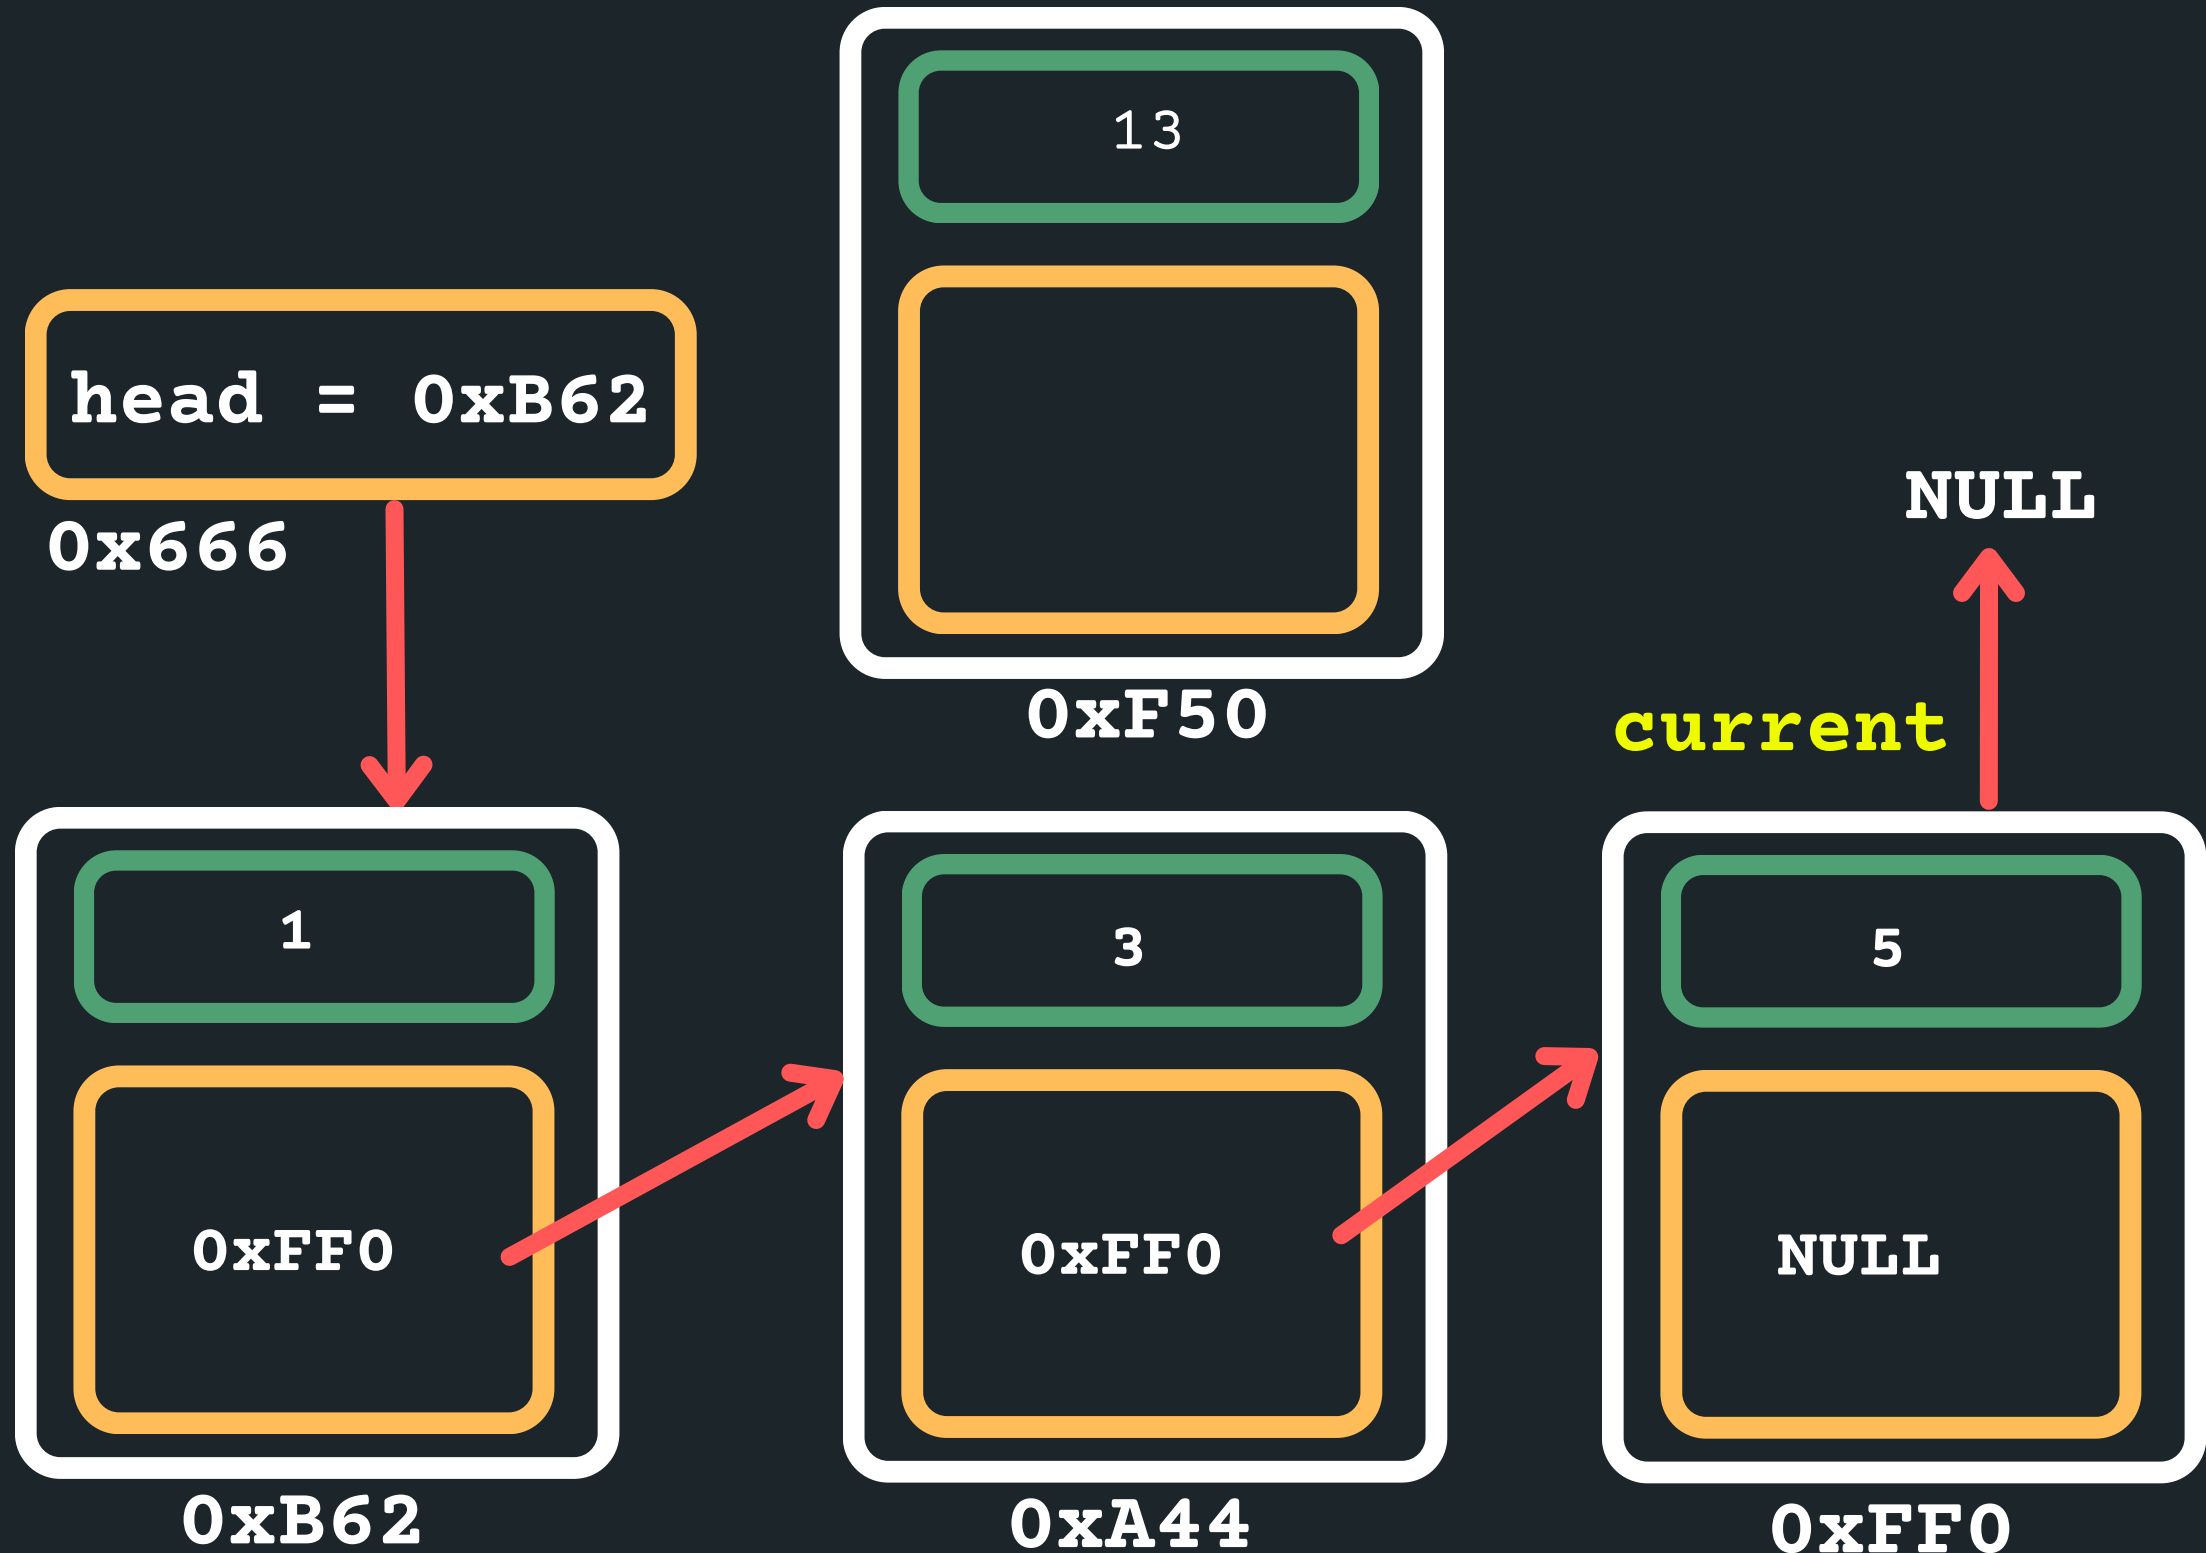 13
head = 0xB62
0x666
0xF50
NULL
current
1
3
5
0xFF0
0xFF0
NULL
0xB62
0xA44
0xFF0